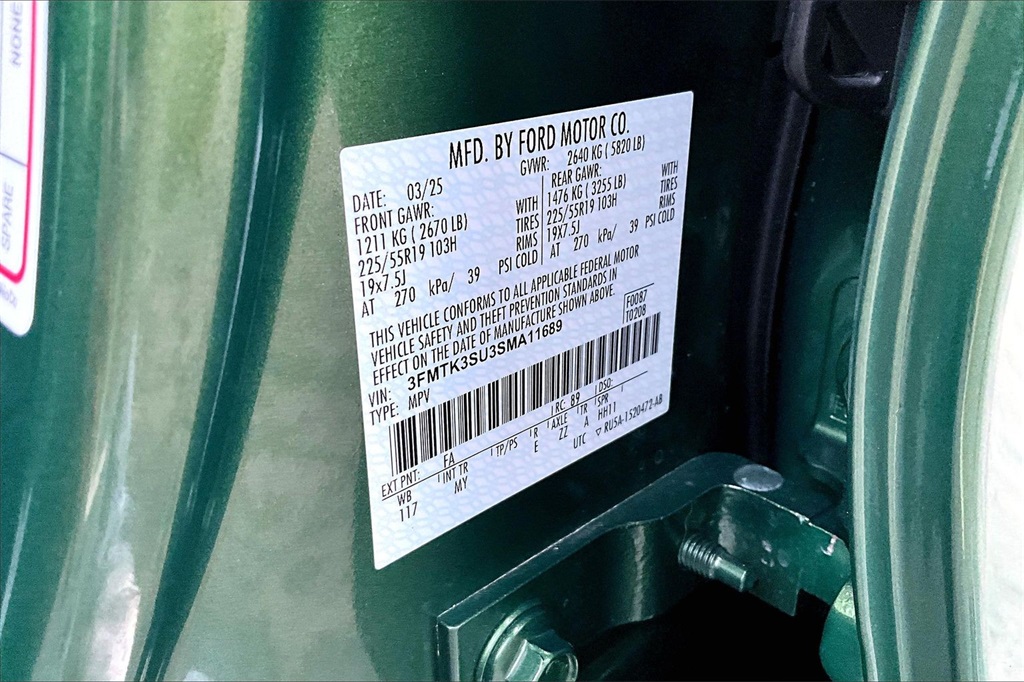 NONE
SPARE
MFD. BY FORD MOTOR CO.
DATE: 03/25 GVWR: 2640 KG ( 5820 LB)
FRONT GAWR: REAR GAWR:
1211 KG ( 2670 LB) WITH 1476 KG ( 3255 LB) WITH
225/55R19 103H TIRES 225/55R19 103H TIRES
19x7.5J RIMS 19x7.5J RIMS
AT 270 kPa/ 39 PSI COLD AT 270 kPa/ 39 PSI COLD
THIS VEHICLE CONFORMS TO ALL APPLICABLE FEDERAL MOTOR
VEHICLE SAFETY AND THEFT PREVENTION STANDARDS IN
EFFECT ON THE DATE OF MANUFACTURE SHOWN ABOVE.
F0087
T0208
VIN: 3FMTK3SU3SMA11689
TYPE: MPV
EXT PNT: FA RC: 89 DSO:
WB INT TR TP/PS R AXLE TR SPR
117 MY E ZZ A HH11
UTC ▽ RU5A-1520472-AB